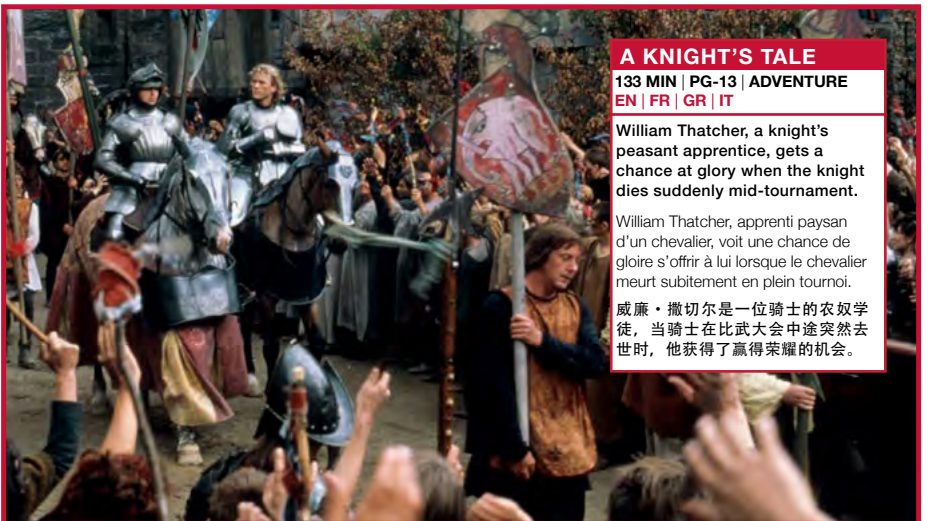 A KNIGHT'S TALE
133 MIN | PG-13 | ADVENTURE
EN | FR | GR | IT
William Thatcher, a knight's
peasant apprentice, gets a
chance at glory when the knight
dies suddenly mid-tournament.
William Thatcher, apprenti paysan
d'un chevalier, voit une chance de
gloire s'offrir à lui lorsque le chevalier
meurt subitement en plein tournoi.
威廉·撒切尔是一位骑士的农奴学
徒，当骑士在比武大会中途突然去
世时，他获得了赢得荣耀的机会。